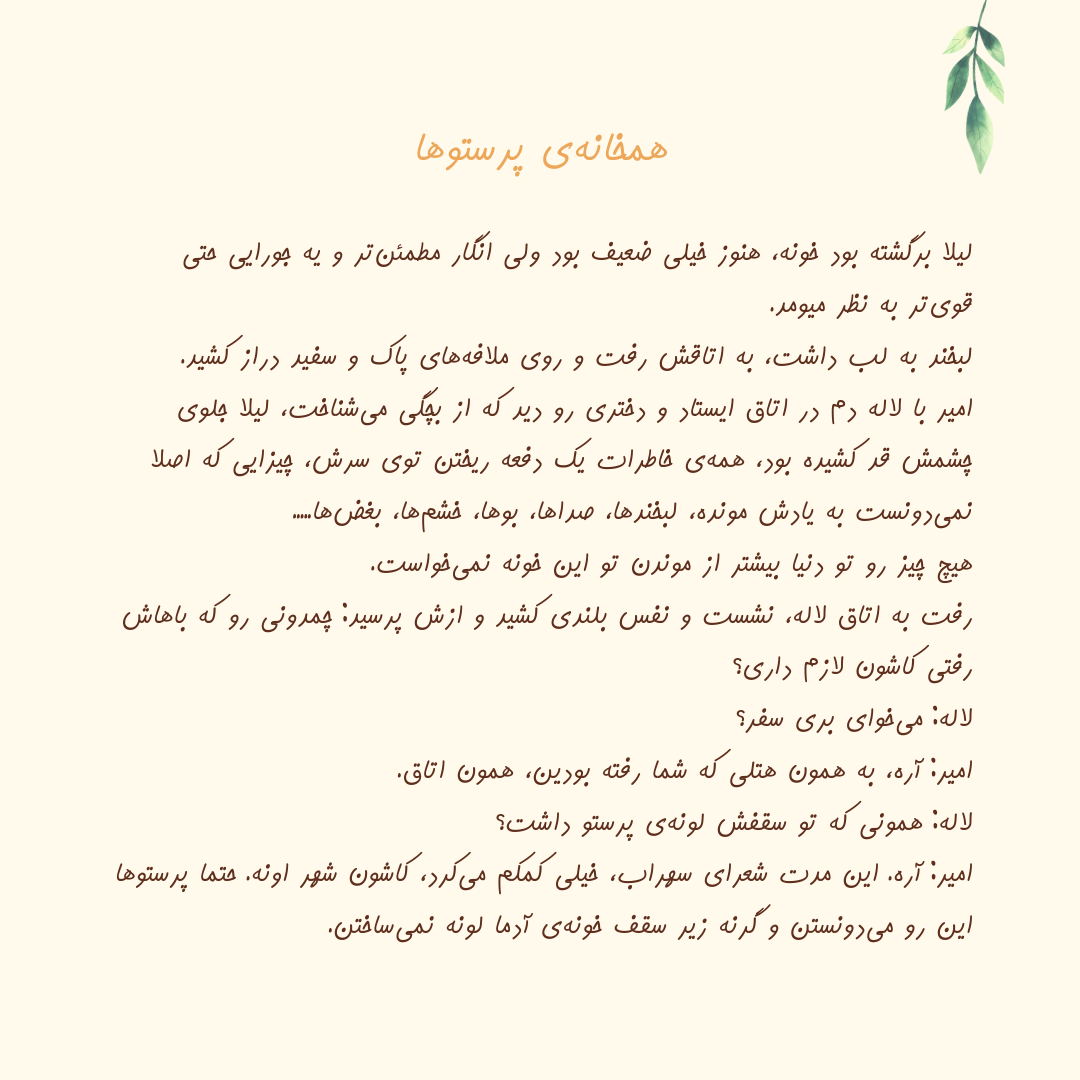 همخانه‌ی پرستوها
لیلا برگشته بود خونه، هنوز خیلی ضعیف بود ولی انگار مطمئن‌تر و یه جورایی حتی
قوی‌تر به نظر میومد.
لبخند به لب داشت، به اتاقش رفت و روی ملافه‌های پاک و سفید دراز کشید.
امیر با لاله دم در اتاق ایستاد و دختری رو دید که از بچگی می‌شناخت، لیلا جلوی
چشمش قد کشیده بود، همه‌ی خاطرات یک دفعه ریختن توی سرش، چیزایی که اصلا
نمی‌دونست به یادش مونده، لبخندها، صداها، بوها، خشم‌ها، بغض‌ها.....
هیچ چیز رو تو دنیا بیشتر از موندن تو این خونه نمی‌خواست.
رفت به اتاق لاله، نشست و نفس بلندی کشید و ازش پرسید: چمدونی رو که باهاش
رفتی کاشون لازم داری؟
لاله: می‌خوای بری سفر؟
امیر: آره، به همون هتلی که شما رفته بودین، همون اتاق.
لاله: همونی که تو سقفش لونه‌ی پرستو داشت؟
امیر: آره. این مدت شعرای سهراب، خیلی کمکم می‌کرد، کاشون شهر اونه. حتما پرستوها
این رو می‌دونستن و گرنه زیر سقف خونه‌ی آدما لونه نمی‌ساختن.